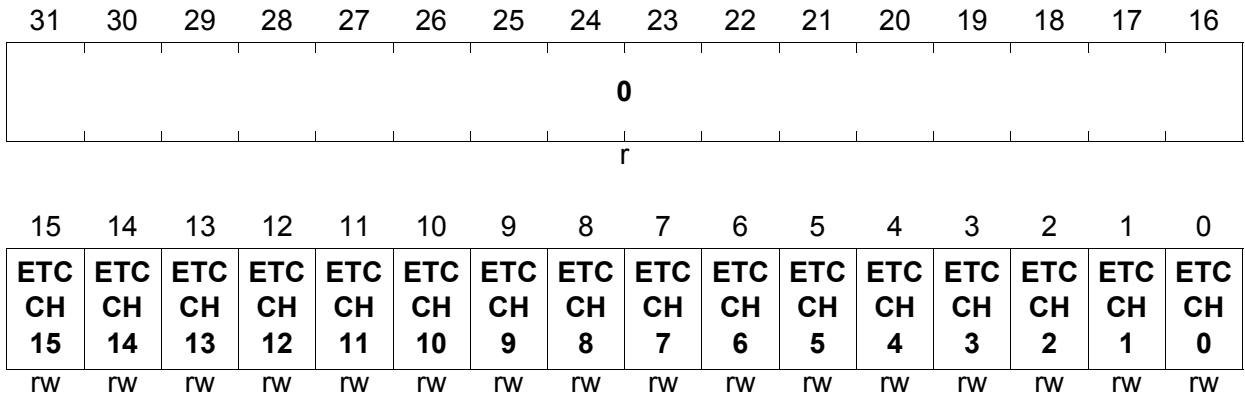 31 30 29 28 27 26 25 24 23 22 21 20 19 18 17 16
0
r
15 14 13 12 11 10 9 8 7 6 5 4 3 2 1 0
ETC ETC ETC ETC ETC ETC ETC ETC ETC ETC ETC ETC ETC ETC ETC ETC
CH CH CH CH CH CH CH CH CH CH CH CH CH CH CH CH
15 14 13 12 11 10 9 8 7 6 5 4 3 2 1 0
rw rw rw rw rw rw rw rw rw rw rw rw rw rw rw rw